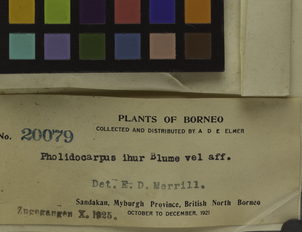 PLANTS OF BORNEO
COLLECTED AND DISTRIBUTED BY A D E ELMER
No. 20079
Pholidocarpus ihur Blume vel aff.
Det. E. D. Merrill.
Sandakan, Myburgh Province, British North Borneo
Zugegangen X. 1925.
OCTOBER TO DECEMBER, 1921